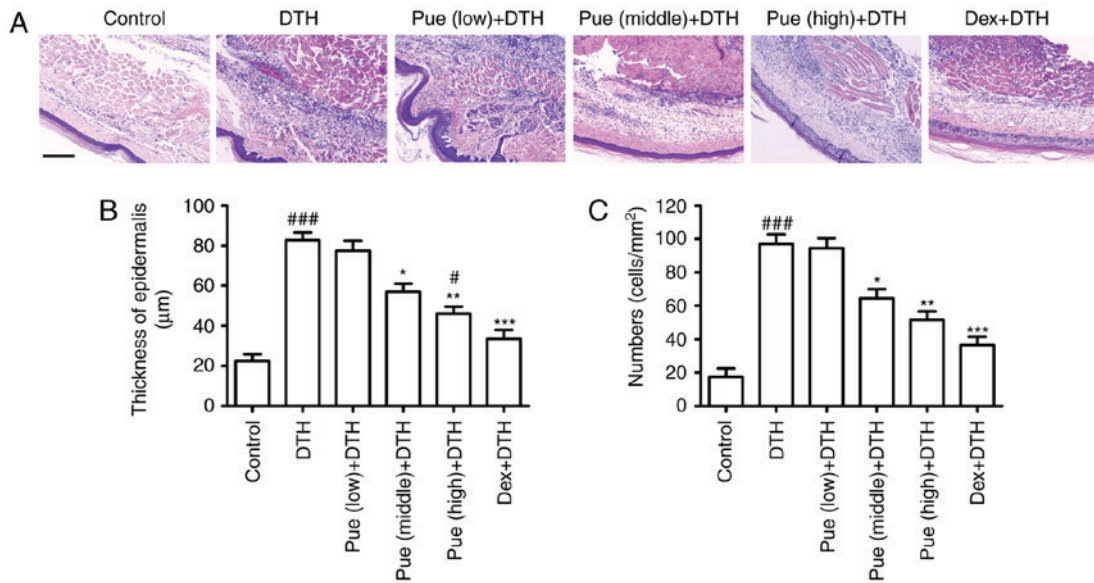 A
Control
DTH
Pue (low)+DTH
Pue (middle)+DTH
Pue (high)+DTH
Dex+DTH
B
Thickness of epidermalis
(μm)
100
80
60
40
20
0
###
*
#
**
***
Control
DTH
Pue (low)+DTH
Pue (middle)+DTH
Pue (high)+DTH
Dex+DTH
C
Numbers (cells/mm²)
120
100
80
60
40
20
0
###
*
**
***
Control
DTH
Pue (low)+DTH
Pue (middle)+DTH
Pue (high)+DTH
Dex+DTH